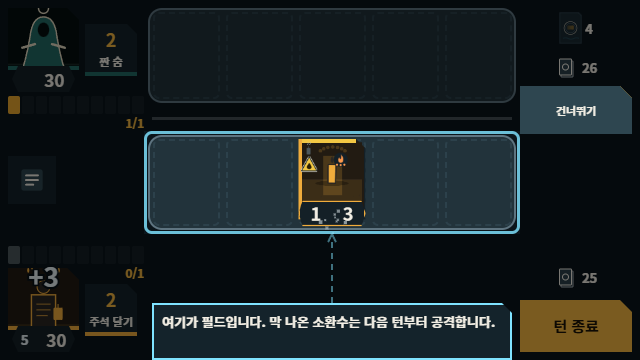 30
2
짠 숨
1/1
4
26
건너뛰기
1 3
+3
5 30
0/1
2
주석 달기
25
턴 종료
여기가 필드입니다. 막 나온 소환수는 다음 턴부터 공격합니다.